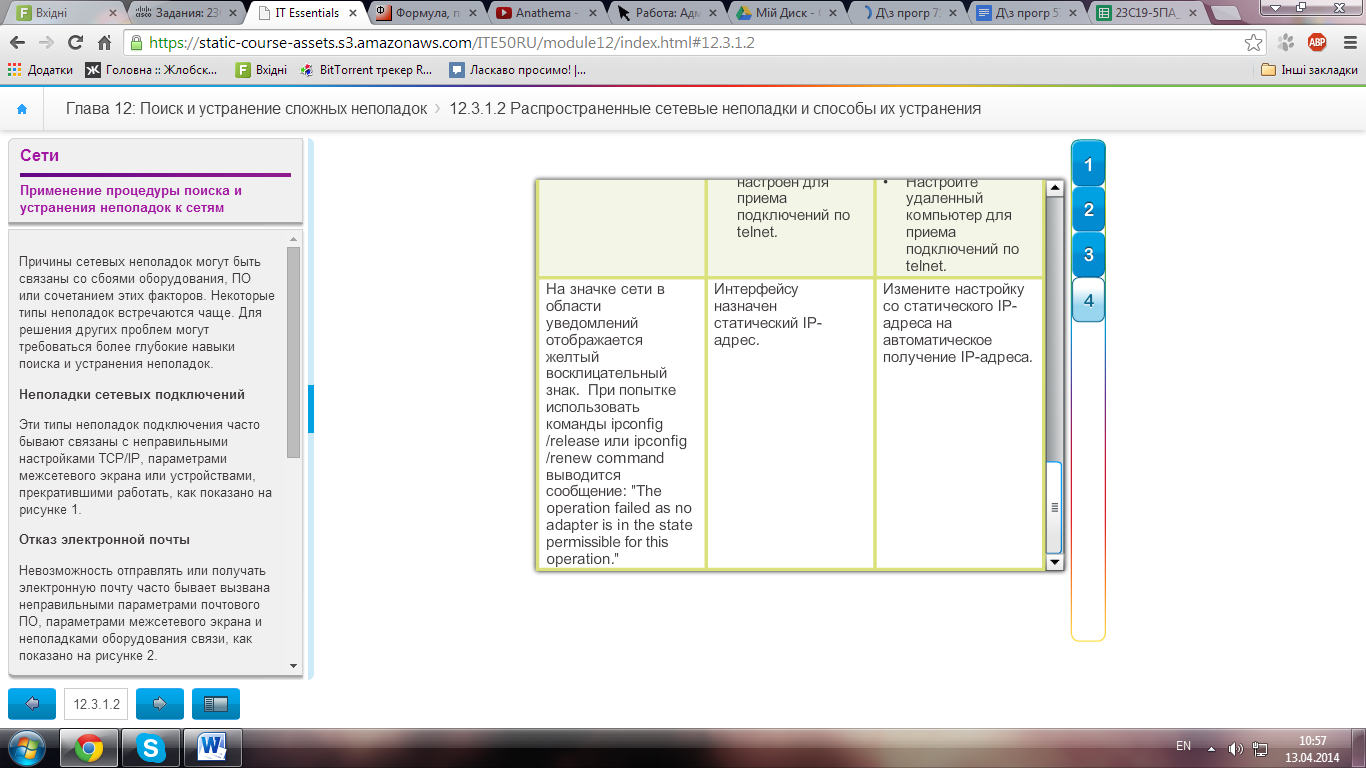 Вхідні
Задания: 23С
IT Essentials
Формула, п
Anathema -
Работа: Адм
Мій Диск - 
Д\з прогр 7
Д\з прогр 5
23С19-5ПА_
https://static-course-assets.s3.amazonaws.com/ITE50RU/module12/index.html#12.3.1.2
ABP
Додатки
Головна :: Жлобск...
Вхідні
BitTorrent трекер R...
Ласкаво просимо! |...
Інші закладки
Глава 12: Поиск и устранение сложных неполадок
12.3.1.2 Распространенные сетевые неполадки и способы их устранения
Сети
Применение процедуры поиска и
устранения неполадок к сетям
Причины сетевых неполадок могут быть
связаны со сбоями оборудования, ПО
или сочетанием этих факторов. Некоторые
типы неполадок встречаются чаще. Для
решения других проблем могут
требоваться более глубокие навыки
поиска и устранения неполадок.
Неполадки сетевых подключений
Эти типы неполадок подключения часто
бывают связаны с неправильными
настройками TCP/IP, параметрами
межсетевого экрана или устройствами,
прекратившими работать, как показано на
рисунке 1.
Отказ электронной почты
Невозможность отправлять или получать
электронную почту часто бывает вызвана
неправильными параметрами почтового
ПО, параметрами межсетевого экрана и
неполадками оборудования связи, как
показано на рисунке 2.
настроен для
приема
подключений по
telnet.
• Настройте
удаленный
компьютер для
приема
подключений по
telnet.
На значке сети в
области
уведомлений
отображается
желтый
восклицательный
знак. При попытке
использовать
команды ipconfig
/release или ipconfig
/renew command
выводится
сообщение: "The
operation failed as no
adapter is in the state
permissible for this
operation."
Интерфейсу
назначен
статический IP-
адрес.
Измените настройку
со статического IP-
адреса на
автоматическое
получение IP-адреса.
1
2
3
4
12.3.1.2
EN
10:57
13.04.2014